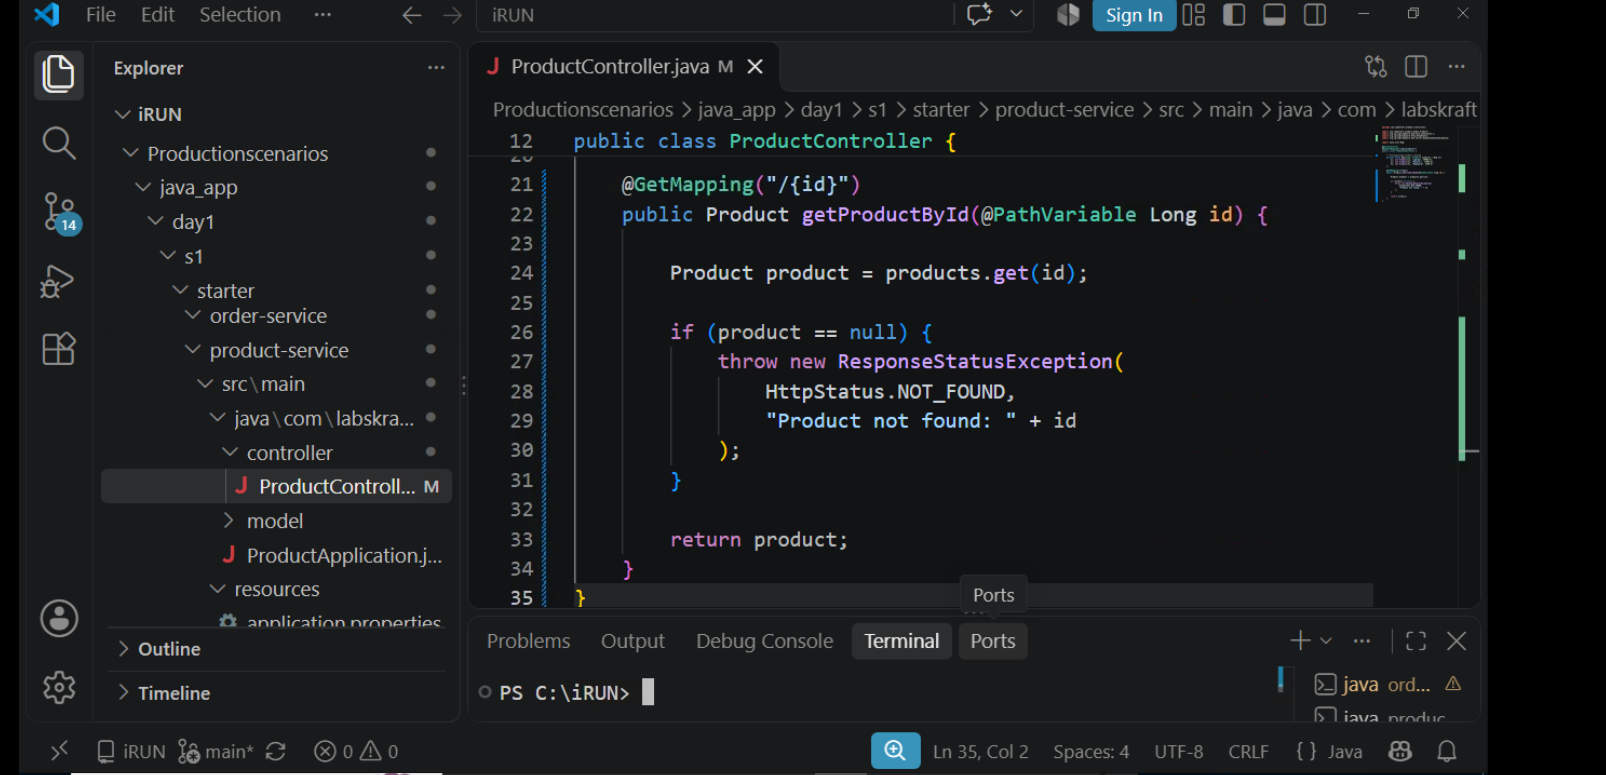 File Edit Selection ··· iRUN Sign In
Explorer ···
iRUN
Productionscenarios
java_app
day1
s1
starter
order-service
product-service
src\main
java\com\labskra...
controller
ProductControll... M
model
ProductApplication.j...
resources
application.properties
Outline
Timeline
14
ProductController.java M
Productionscenarios > java_app > day1 > s1 > starter > product-service > src > main > java > com > labskraft
12 public class ProductController {
21 @GetMapping("/{id}")
22 public Product getProductById(@PathVariable Long id) {
23
24 Product product = products.get(id);
25
26 if (product == null) {
27 throw new ResponseStatusException(
28 HttpStatus.NOT_FOUND,
29 "Product not found: " + id
30 );
31 }
32
33 return product;
34 }
35 }
Ports
Problems Output Debug Console Terminal Ports
PS C:\iRUN>
java ord...
java produc
iRUN main* 0 0 Ln 35, Col 2 Spaces: 4 UTF-8 CRLF {} Java